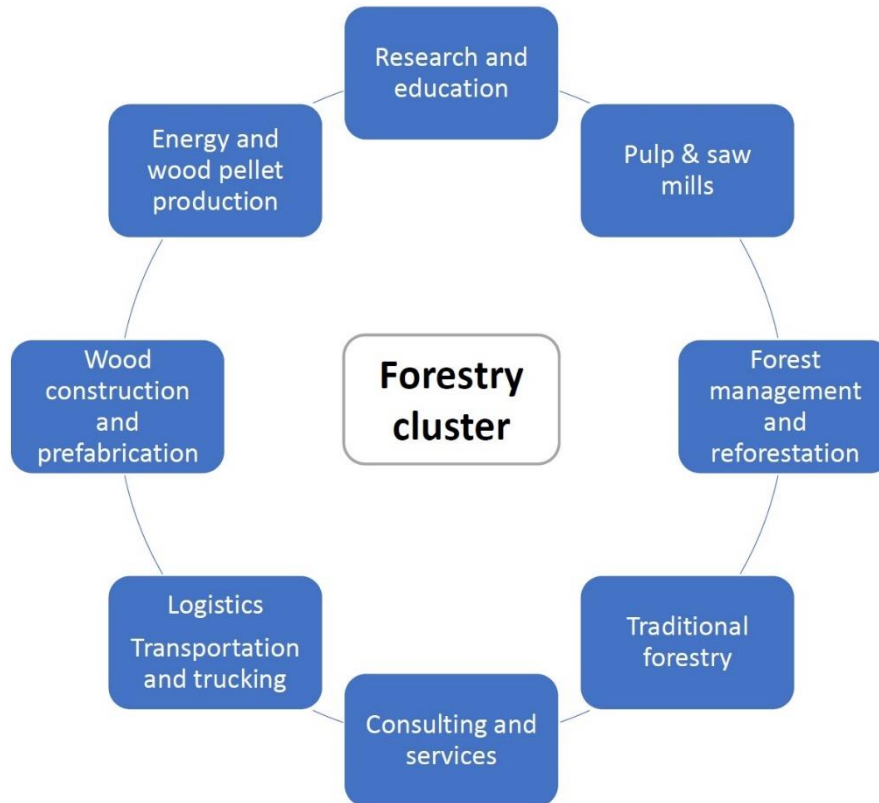 Research and
education
Pulp & saw
mills
Forest
management
and
reforestation
Traditional
forestry
Consulting and
services
Logistics
Transportation
and trucking
Wood
construction
and
prefabrication
Energy and
wood pellet
production
Forestry
cluster